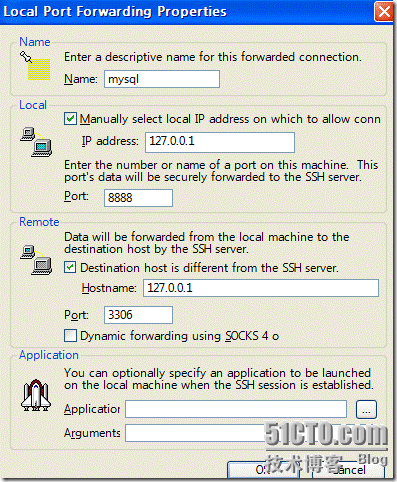 Local Port Forwarding Properties
Name
Enter a descriptive name for this forwarded connection.
Name: mysql
Local
Manually select local IP address on which to allow conn
IP address: 127.0.0.1
Enter the number or name of a port on this machine. This
port's data will be securely forwarded to the SSH server.
Port: 8888
Remote
Data will be forwarded from the local machine to the
destination host by the SSH server.
Destination host is different from the SSH server.
Hostname: 127.0.0.1
Port: 3306
Dynamic forwarding using SOCKS 4 o
Application
You can optionally specify an application to be launched
on the local machine when the SSH session is established.
Application ...
Arguments
51CTO.com
技术博客 Blog
Cancel